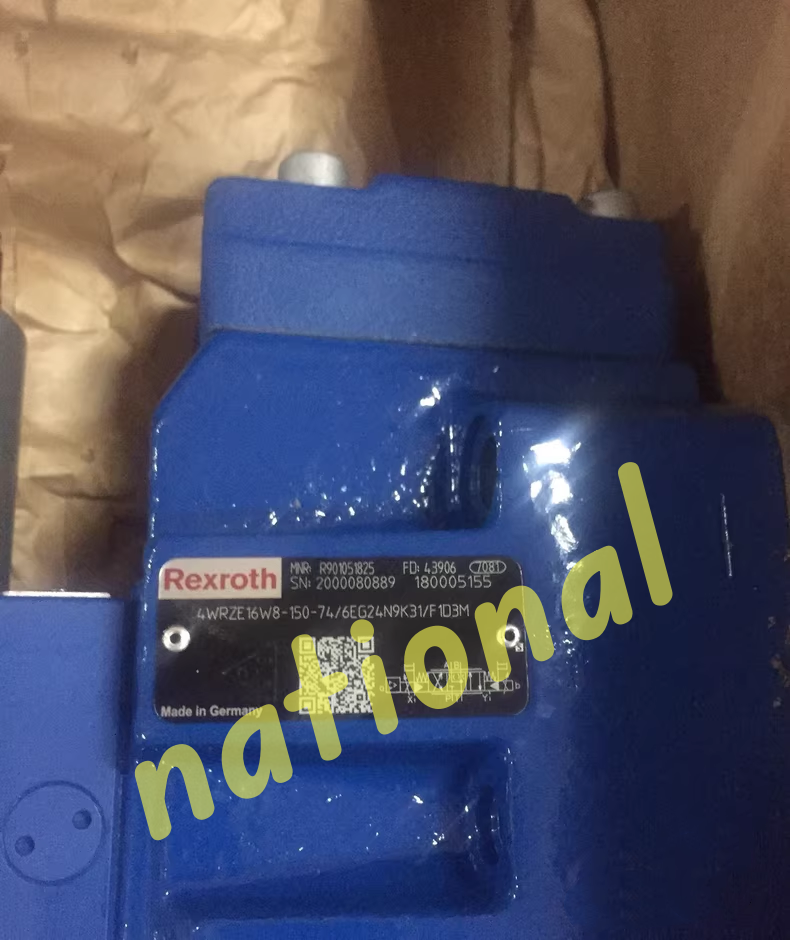 Rexroth
MNR: R901051825 FD: 43906 7081
SN: 2000080889 180005155
4WRZE16W8-150-74/6EG24N9K31/F1D3M
a b
X Y
Made in Germany
national